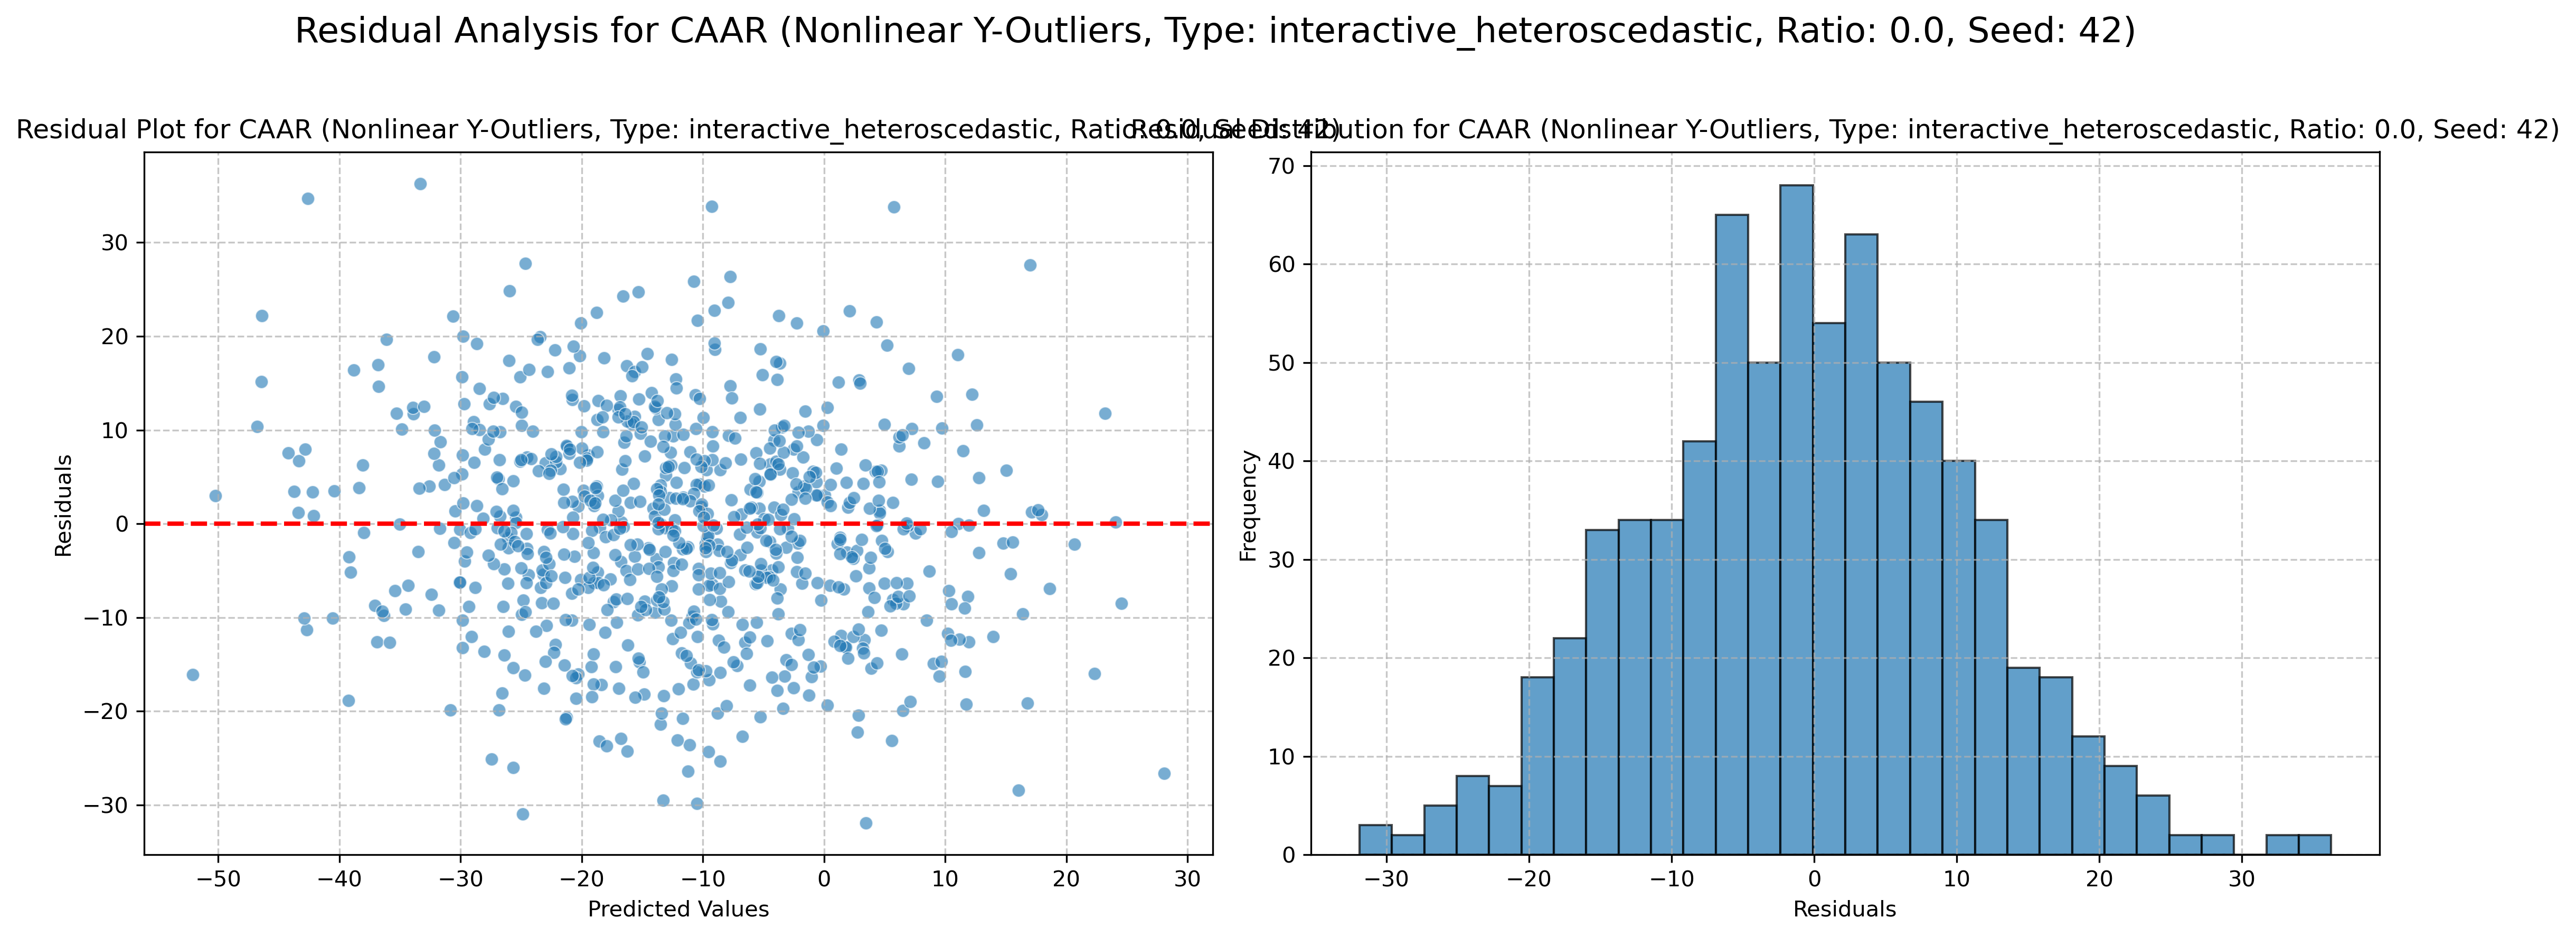 Residual Analysis for CAAR (Nonlinear Y-Outliers, Type: interactive_heteroscedastic, Ratio: 0.0, Seed: 42)
Residual Plot for CAAR (Nonlinear Y-Outliers, Type: interactive_heteroscedastic, Ratio: 0.0, Seed: 42)
Residual Distribution for CAAR (Nonlinear Y-Outliers, Type: interactive_heteroscedastic, Ratio: 0.0, Seed: 42)
Residuals
30
20
10
0
−10
−20
−30
−50 −40 −30 −20 −10 0 10 20 30
Predicted Values
Frequency
70
60
50
40
30
20
10
0
−30 −20 −10 0 10 20 30
Residuals